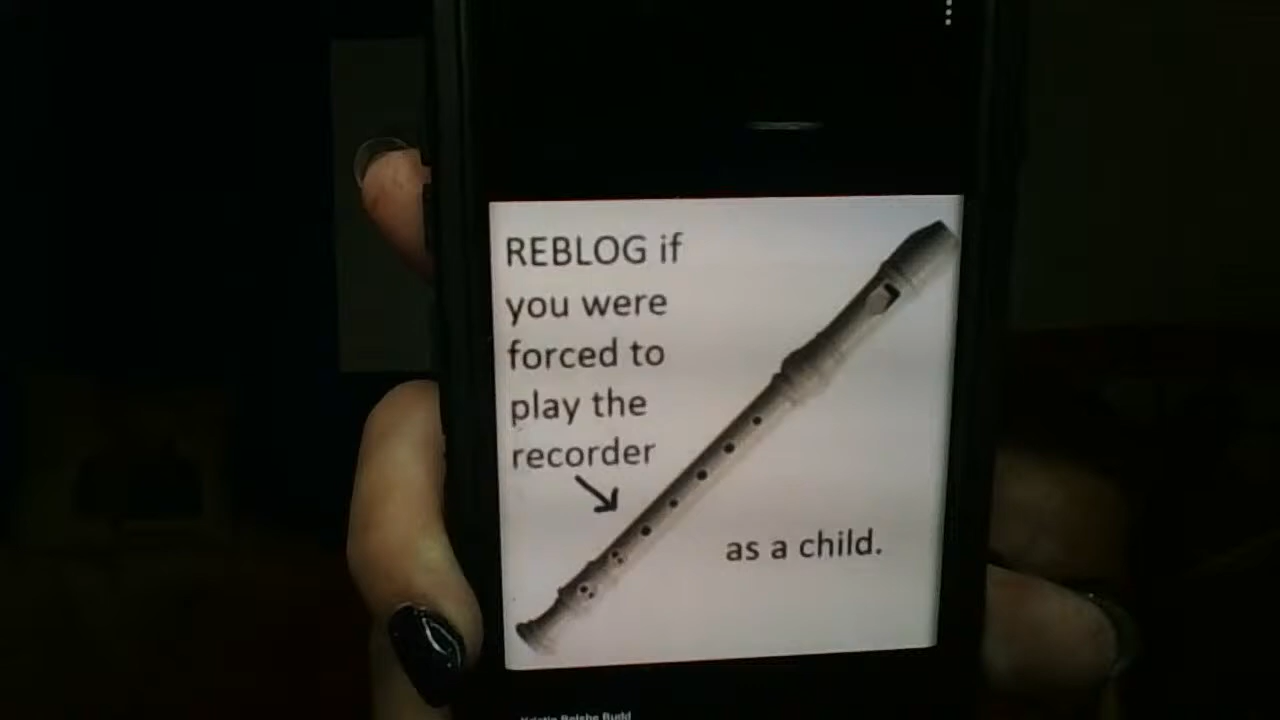 REBLOG if
you were
forced to
play the
recorder
as a child.